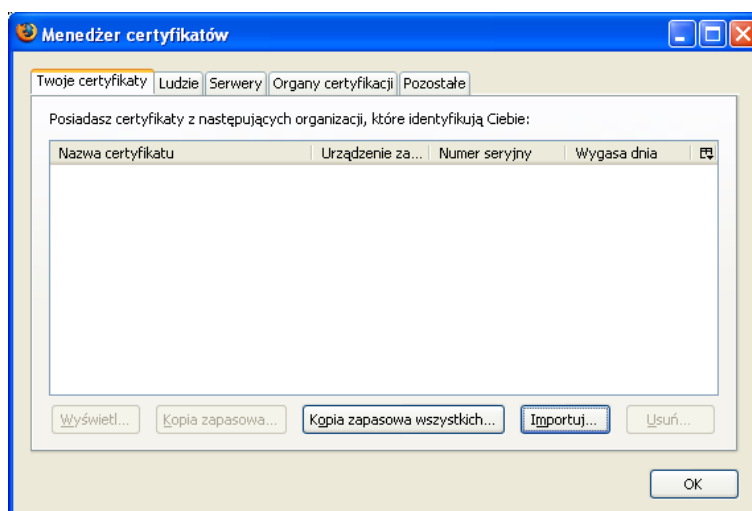 Menedżer certyfikatów
Twoje certyfikaty Ludzie Serwery Organy certyfikacji Pozostałe
Posiadasz certyfikaty z następujących organizacji, które identyfikują Ciebie:
Nazwa certyfikatu Urządzenie za... Numer seryjny Wygasa dnia
Wyświetl... Kopia zapasowa... Kopia zapasowa wszystkich... Importuj... Usuń...
OK